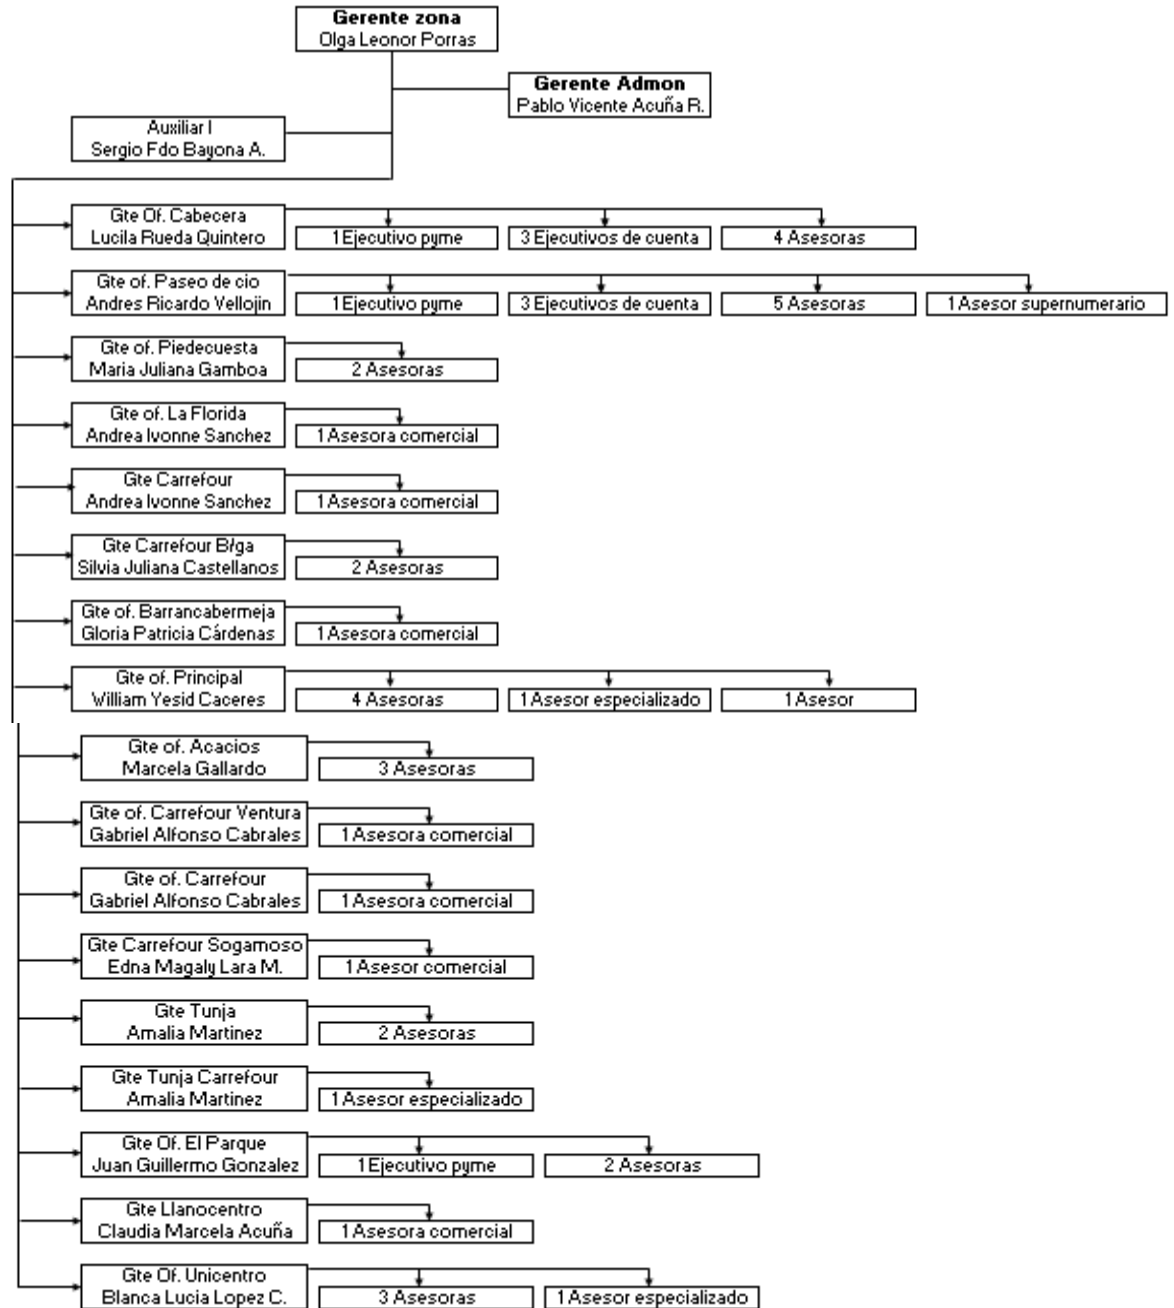 Gerente zona
Olga Leonor Porras
Gerente Admon
Pablo Vicente Acuña R.
Auxiliar I
Sergio Fdo Bayona A.
Gte Of. Cabecera
Lucila Rueda Quintero
1 Ejecutivo pyme
3 Ejecutivos de cuenta
4 Asesoras
Gte of. Paseo de cio
Andres Ricardo Vellojin
1 Ejecutivo pyme
3 Ejecutivos de cuenta
5 Asesoras
1 Asesor supernumerario
Gte of. Piedecuesta
Maria Juliana Gamboa
2 Asesoras
Gte of. La Florida
Andrea Ivonne Sanchez
1 Asesora comercial
Gte Carrefour
Andrea Ivonne Sanchez
1 Asesora comercial
Gte Carrefour Břga
Silvia Juliana Castellanos
2 Asesoras
Gte of. Barrancabermeja
Gloria Patricia Cárdenas
1 Asesora comercial
Gte of. Principal
William Yesid Caceres
4 Asesoras
1 Asesor especializado
1 Asesor
Gte of. Acacios
Marcela Gallardo
3 Asesoras
Gte of. Carrefour Ventura
Gabriel Alfonso Cabrales
1 Asesora comercial
Gte of. Carrefour
Gabriel Alfonso Cabrales
1 Asesora comercial
Gte Carrefour Sogamoso
Edna Magaly Lara M.
1 Asesor comercial
Gte Tunja
Amalia Martinez
2 Asesoras
Gte Tunja Carrefour
Amalia Martinez
1 Asesor especializado
Gte Of. El Parque
Juan Guillermo Gonzalez
1 Ejecutivo pyme
2 Asesoras
Gte Llanocentro
Claudia Marcela Acuña
1 Asesora comercial
Gte Of. Unicentro
Blanca Lucia Lopez C.
3 Asesoras
1 Asesor especializado